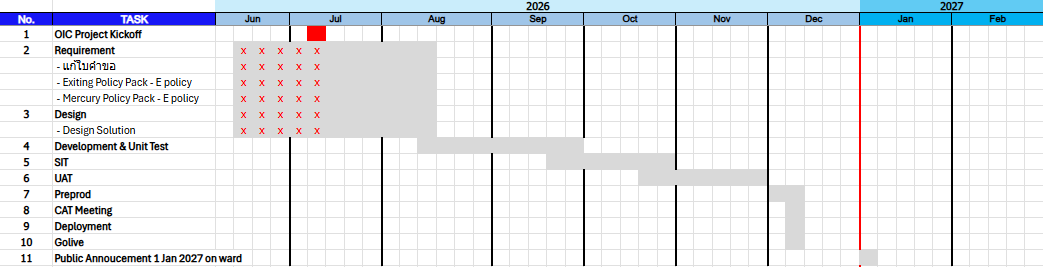 2026 2027
No. TASK Jun Jul Aug Sep Oct Nov Dec Jan Feb
1 OIC Project Kickoff
2 Requirement x x x x x
- แก้ใบคำขอ x x x x x
- Exiting Policy Pack - E policy x x x x x
- Mercury Policy Pack - E policy x x x x x
3 Design x x x x x
- Design Solution x x x x x
4 Development & Unit Test
5 SIT
6 UAT
7 Preprod
8 CAT Meeting
9 Deployment
10 Golive
11 Public Annoucement 1 Jan 2027 on ward